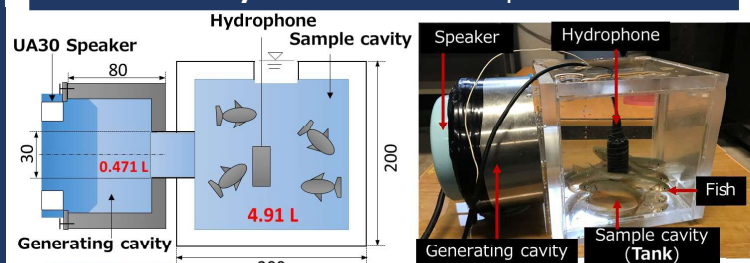 Hydrophone
UA30 Speaker
Sample cavity
80
30
0.471 L
200
4.91 L
Generating cavity
Speaker
Hydrophone
Fish
Generating cavity
Sample cavity
(Tank)